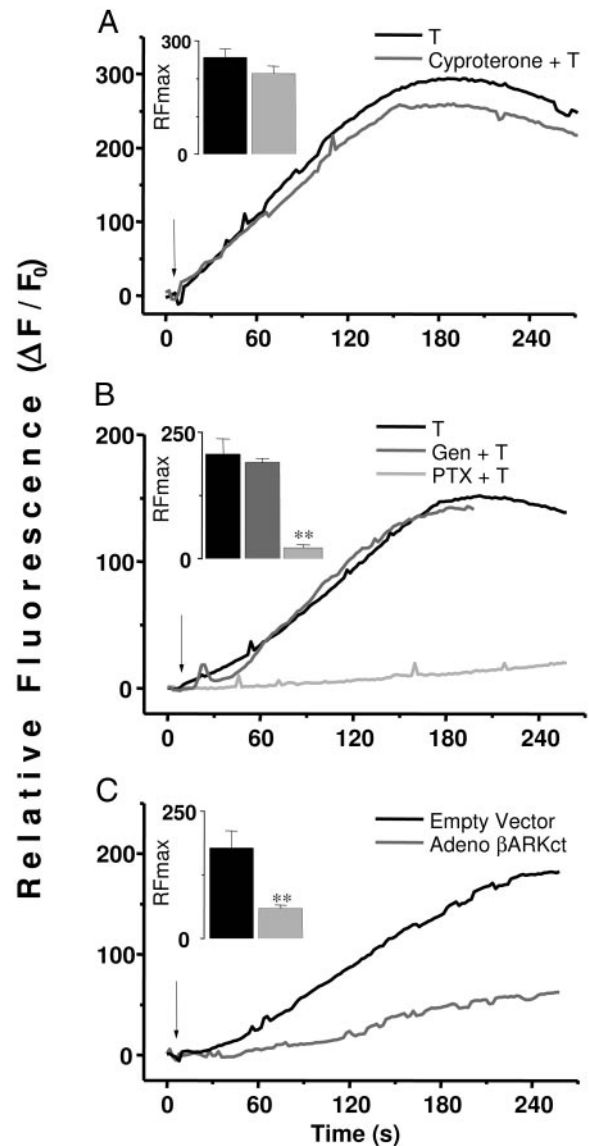 Relative Fluorescence (ΔF / F₀)
A
T
Cyproterone + T
300
RFmax
0
300
200
100
0
0 60 120 180 240
B
T
Gen + T
PTX + T
250
RFmax
0
**
200
100
0
0 60 120 180 240
C
Empty Vector
Adeno βARKct
250
RFmax
0
**
200
100
0
0 60 120 180 240
Time (s)